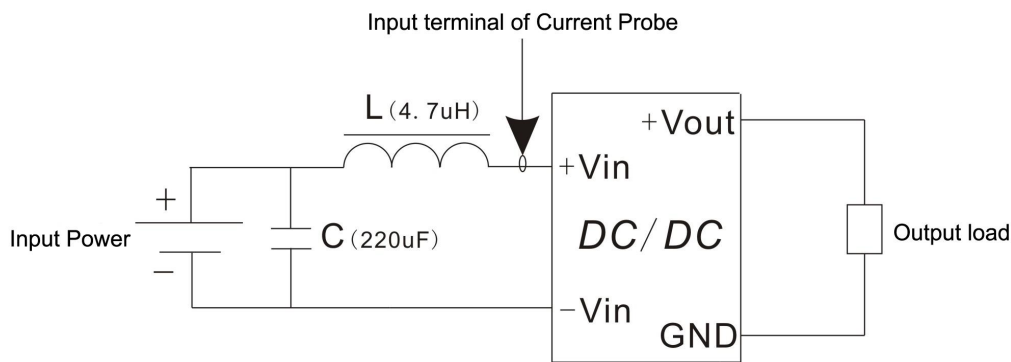 Input terminal of Current Probe
L(4.7uH)
+Vout
+Vin
+
Input Power
−
C(220uF)
DC/DC
Output load
−Vin
GND